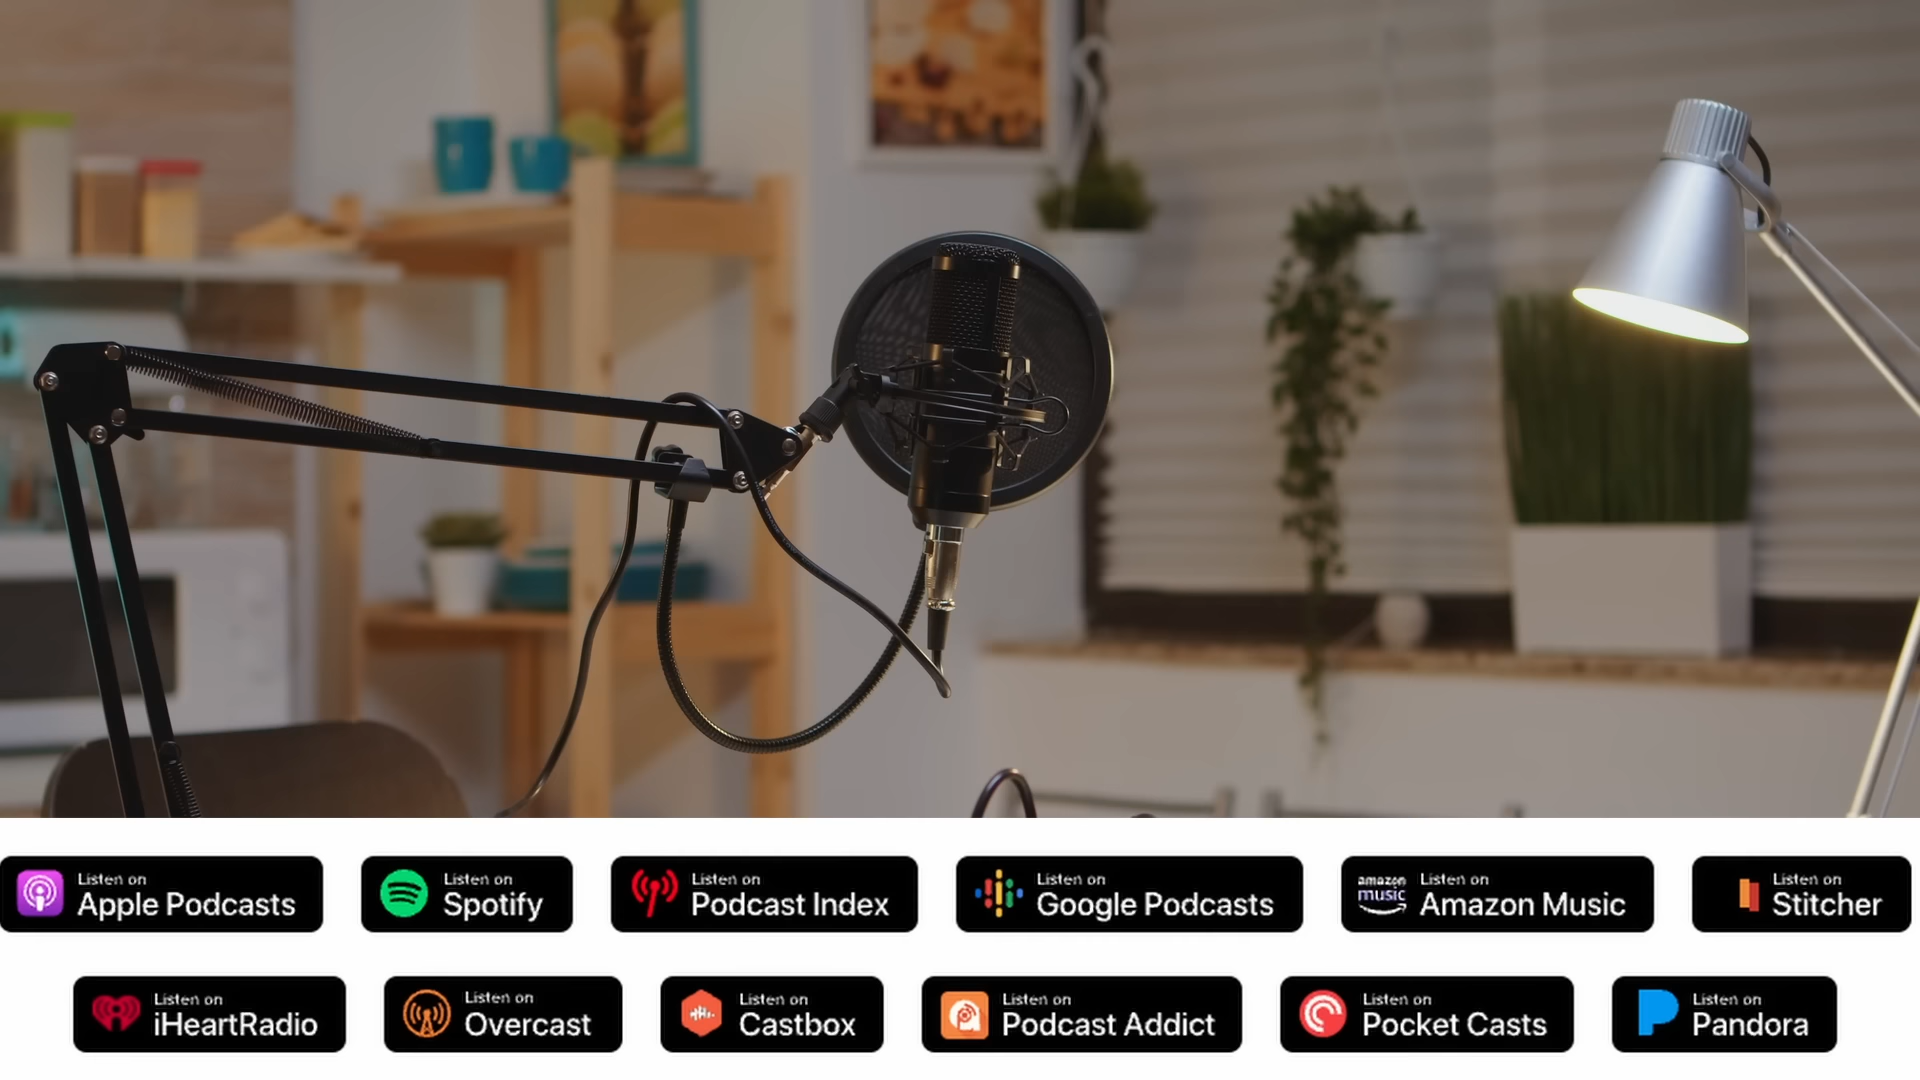 Listen on
Apple Podcasts
Listen on
Spotify
Listen on
Podcast Index
Listen on
Google Podcasts
amazon
music
Listen on
Amazon Music
Listen on
Stitcher
Listen on
iHeartRadio
Listen on
Overcast
Listen on
Castbox
Listen on
Podcast Addict
Listen on
Pocket Casts
Listen on
Pandora